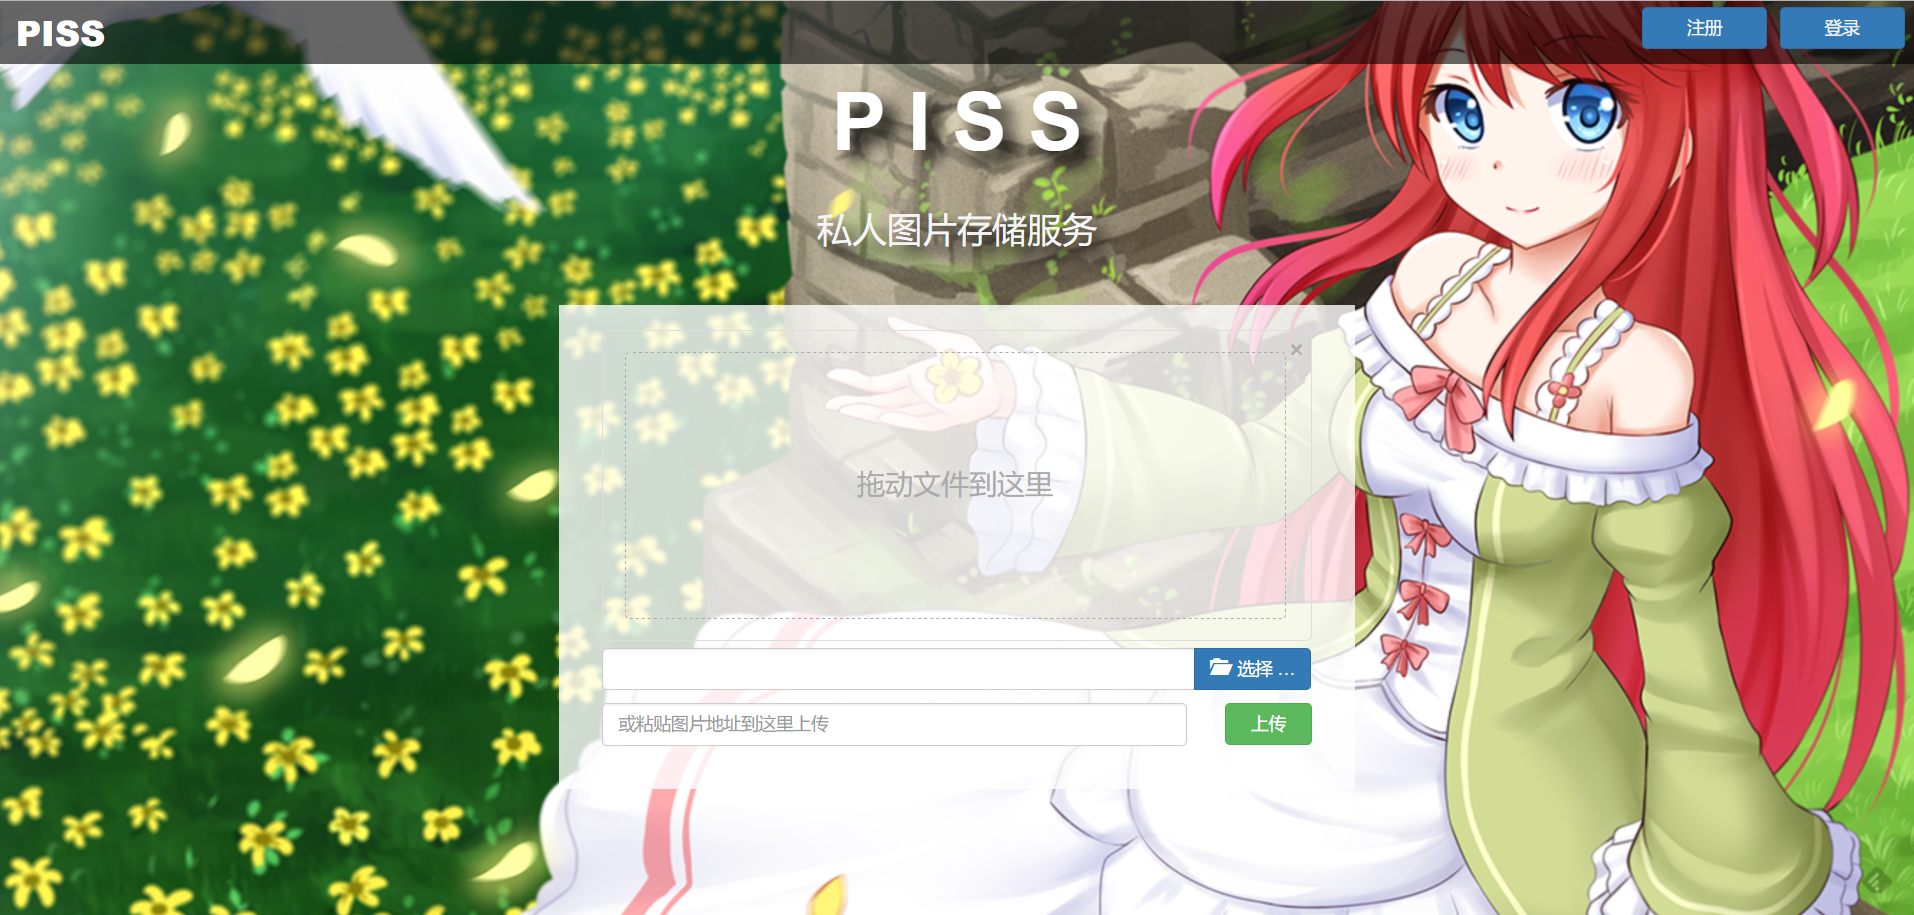 PISS
注册
登录
PISS
私人图片存储服务
×
拖动文件到这里
选择 ...
或粘贴图片地址到这里上传
上传